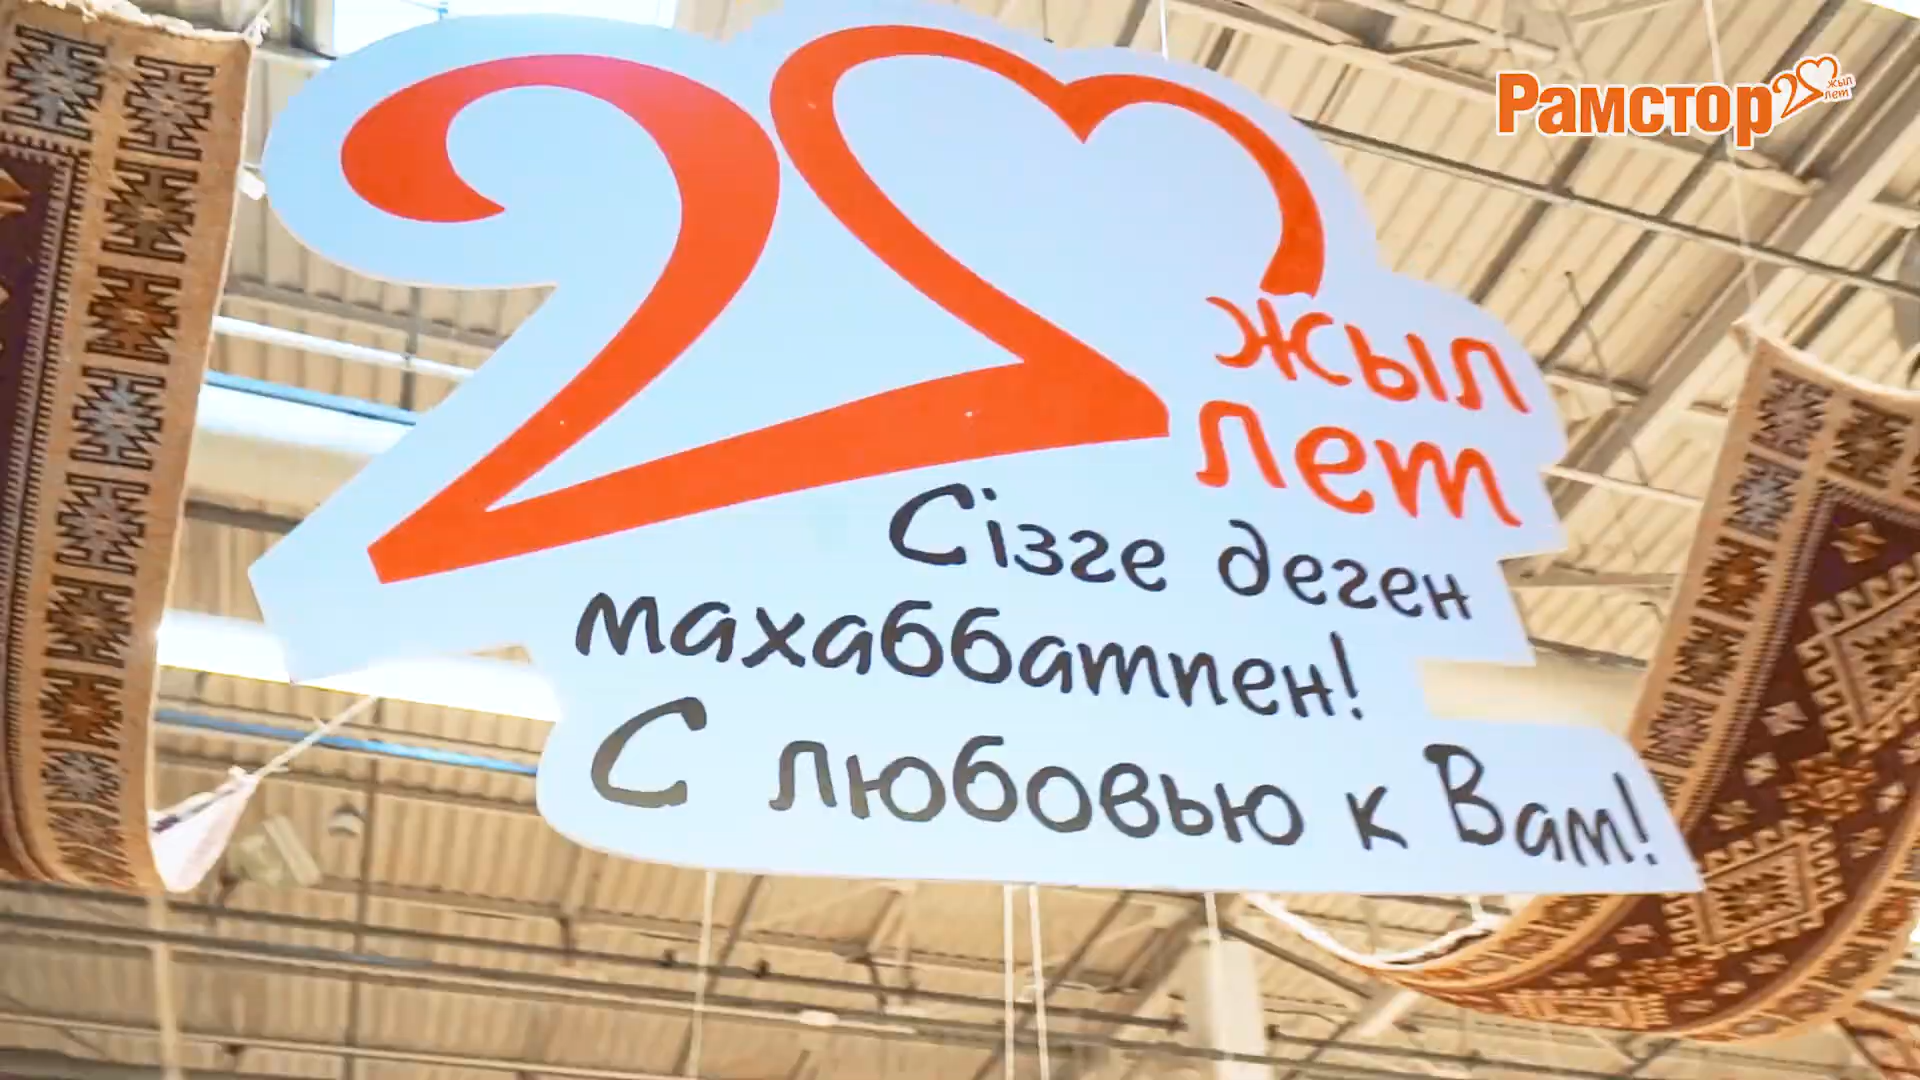 Рамстор 20 жыл лет
20 жыл
лет
Сізге деген
махаббатпен!
С любовью к Вам!